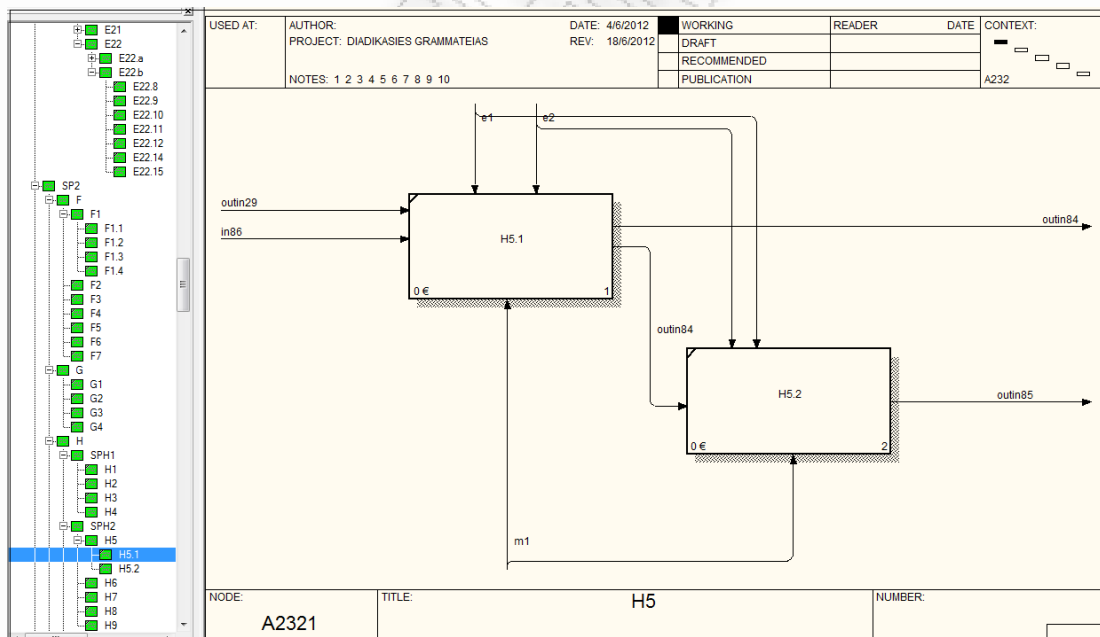 E21
E22
E22.a
E22.b
E22.8
E22.9
E22.10
E22.11
E22.12
E22.14
E22.15
SP2
F
F1
F1.1
F1.2
F1.3
F1.4
F2
F3
F4
F5
F6
F7
G
G1
G2
G3
G4
H
SPH1
H1
H2
H3
H4
SPH2
H5
H5.1
H5.2
H6
H7
H8
H9
USED AT:
AUTHOR:
DATE: 4/6/2012
PROJECT: DIADIKASIES GRAMMATEIAS
REV: 18/6/2012
NOTES: 1 2 3 4 5 6 7 8 9 10
WORKING
DRAFT
RECOMMENDED
PUBLICATION
READER DATE
CONTEXT:
A232
e1
e2
outin29
in86
H5.1
0 €
1
outin84
outin84
H5.2
0 €
2
outin85
m1
NODE:
A2321
TITLE:
H5
NUMBER: